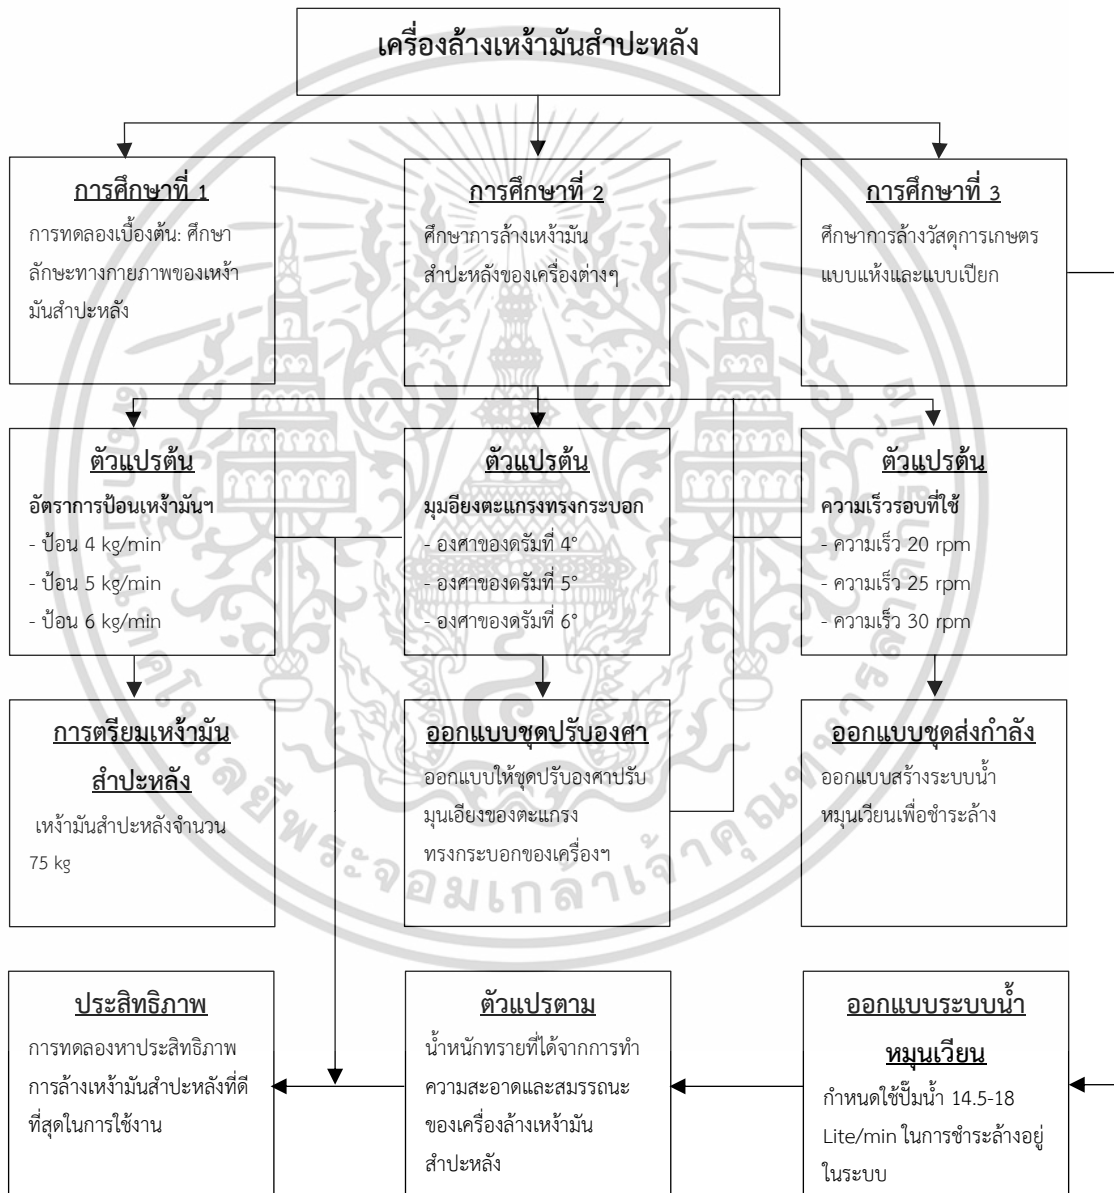 เครื่องล้างเหง้ามันสำปะหลัง
การศึกษาที่ 1
การทดลองเบื้องต้น: ศึกษา
ลักษะทางกายภาพของเหง้า
มันสำปะหลัง
การศึกษาที่ 2
ศึกษาการล้างเหง้ามัน
สำปะหลังของเครื่องต่างๆ
การศึกษาที่ 3
ศึกษาการล้างวัสดุการเกษตร
แบบแห้งและแบบเปียก
ตัวแปรต้น
อัตราการป้อนเหง้ามันฯ
- ป้อน 4 kg/min
- ป้อน 5 kg/min
- ป้อน 6 kg/min
ตัวแปรต้น
มุมอียงตะแกรงทรงกระบอก
- องศาของดรัมที่ 4°
- องศาของดรัมที่ 5°
- องศาของดรัมที่ 6°
ตัวแปรต้น
ความเร็วรอบที่ใช้
- ความเร็ว 20 rpm
- ความเร็ว 25 rpm
- ความเร็ว 30 rpm
การตรียมเหง้ามัน
สำปะหลัง
เหง้ามันสำปะหลังจำนวน
75 kg
ออกแบบชุดปรับองศา
ออกแบบให้ชุดปรับองศาปรับ
มุนเอียงของตะแกรง
ทรงกระบอกของเครื่องฯ
ออกแบบชุดส่งกำลัง
ออกแบบสร้างระบบน้ำ
หมุนเวียนเพื่อชำระล้าง
ประสิทธิภาพ
การทดลองหาประสิทธิภาพ
การล้างเหง้ามันสำปะหลังที่ดี
ที่สุดในการใช้งาน
ตัวแปรตาม
น้ำหนักทรายที่ได้จากการทำ
ความสะอาดและสมรรถนะ
ของเครื่องล้างเหง้ามัน
สำปะหลัง
ออกแบบระบบน้ำ
หมุนเวียน
กำหนดใช้ปั๊มน้ำ 14.5-18
Lite/min ในการชำระล้างอยู่
ในระบบ
พระจอมเกล้าเจ้าคุณทหาร